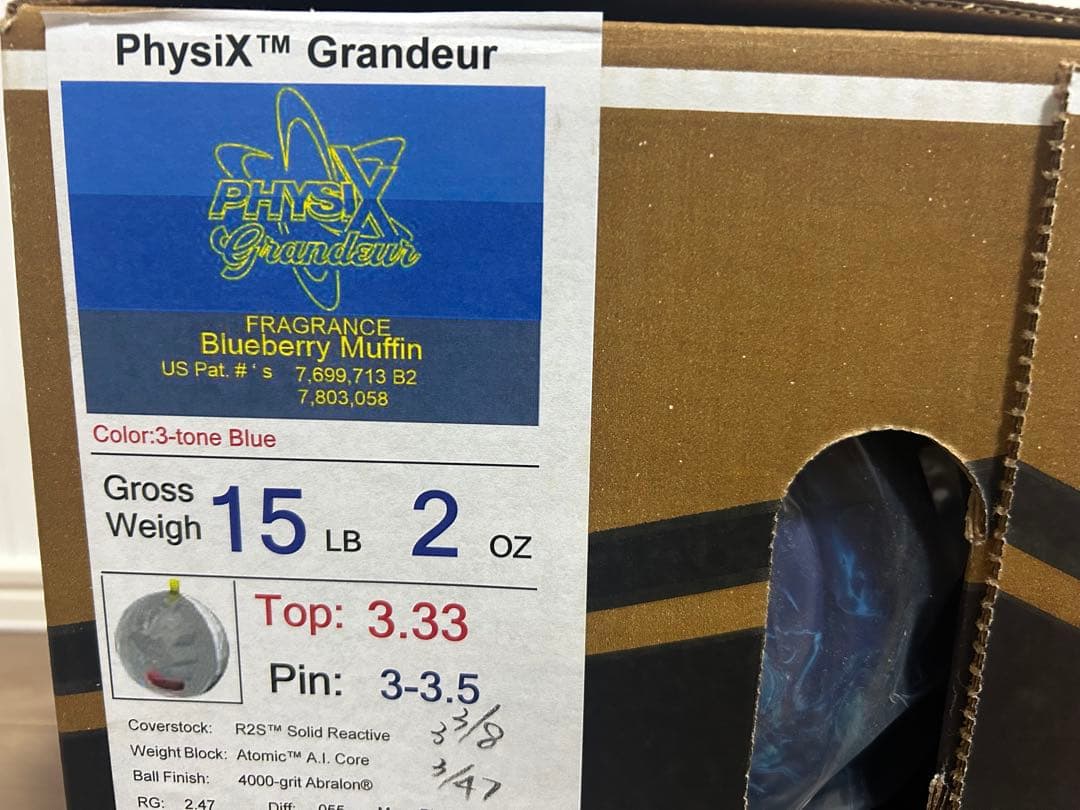 PhysiX™ Grandeur
PHYSIX
Grandeur
FRAGRANCE
Blueberry Muffin
US Pat. #'s 7,699,713 B2
7,803,058
Color:3-tone Blue
Gross
Weigh 15 LB 2 OZ
Top: 3.33
Pin: 3-3.5
3 3/8
Coverstock: R2S™ Solid Reactive
Weight Block: Atomic™ A.I. Core
3/47
Ball Finish: 4000-grit Abralon®
RG: 2.47 Diff: .055